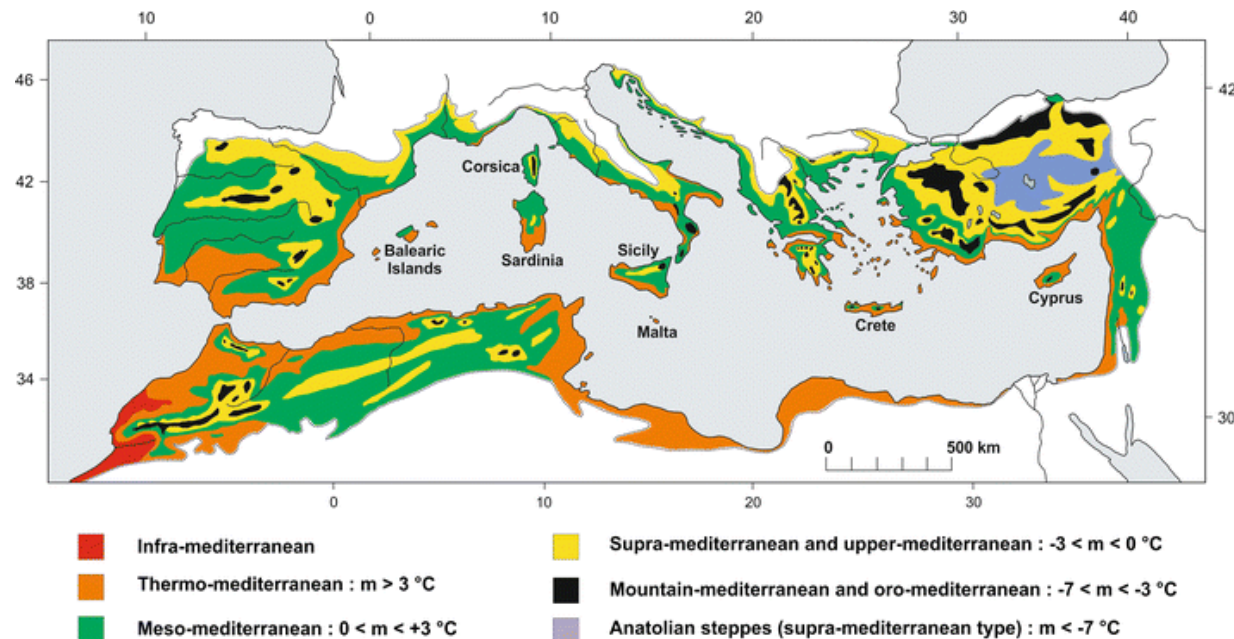 10 0 10 20 30 40
46
42
42
38
34
30
Corsica
Balearic
Islands
Sardinia
Sicily
Malta
Crete
Cyprus
0 500 km
0 10 20 30
Infra-mediterranean
Thermo-mediterranean : m > 3 °C
Meso-mediterranean : 0 < m < +3 °C
Supra-mediterranean and upper-mediterranean : -3 < m < 0 °C
Mountain-mediterranean and oro-mediterranean : -7 < m < -3 °C
Anatolian steppes (supra-mediterranean type) : m < -7 °C